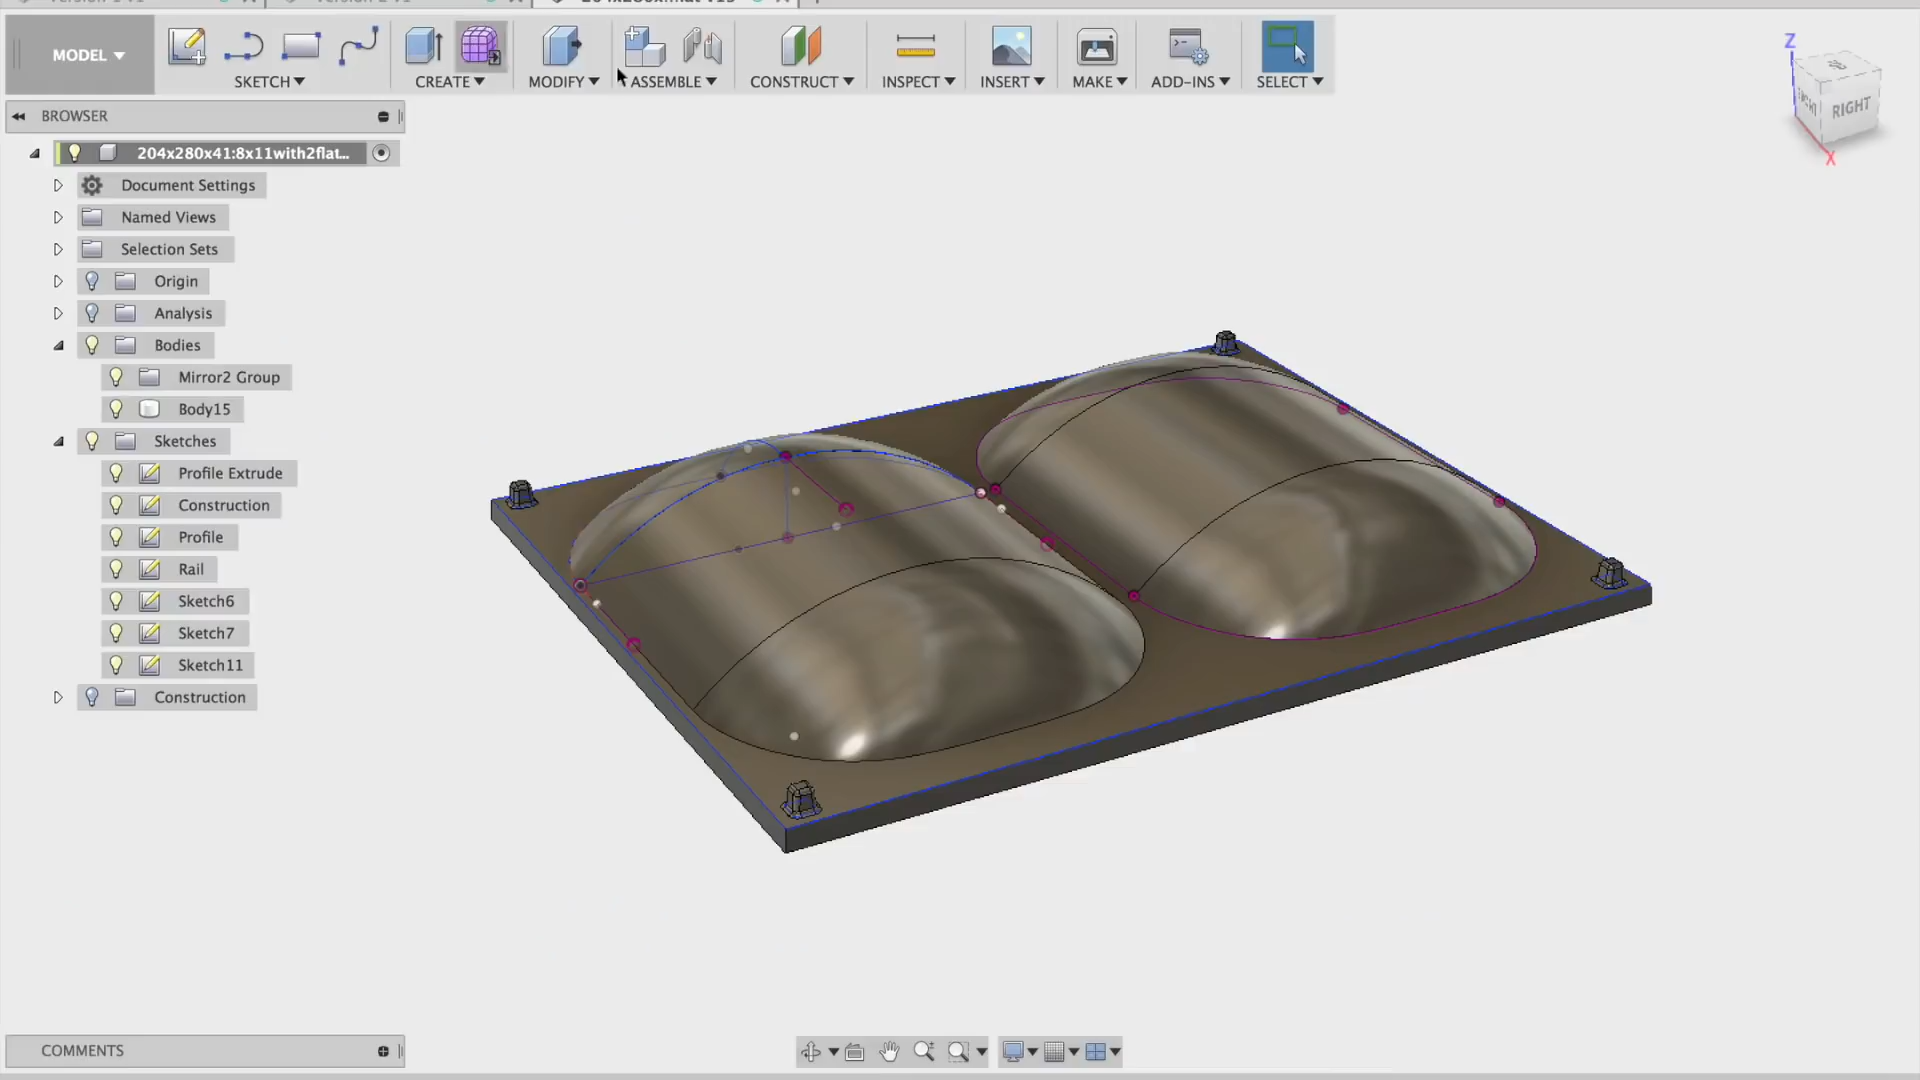 MODEL
SKETCH
CREATE
MODIFY
ASSEMBLE
CONSTRUCT
INSPECT
INSERT
MAKE
ADD-INS
SELECT
Z
RIGHT
X
BROWSER
204x280x41:8x11with2flat...
Document Settings
Named Views
Selection Sets
Origin
Analysis
Bodies
Mirror2 Group
Body15
Sketches
Profile Extrude
Construction
Profile
Rail
Sketch6
Sketch7
Sketch11
Construction
COMMENTS